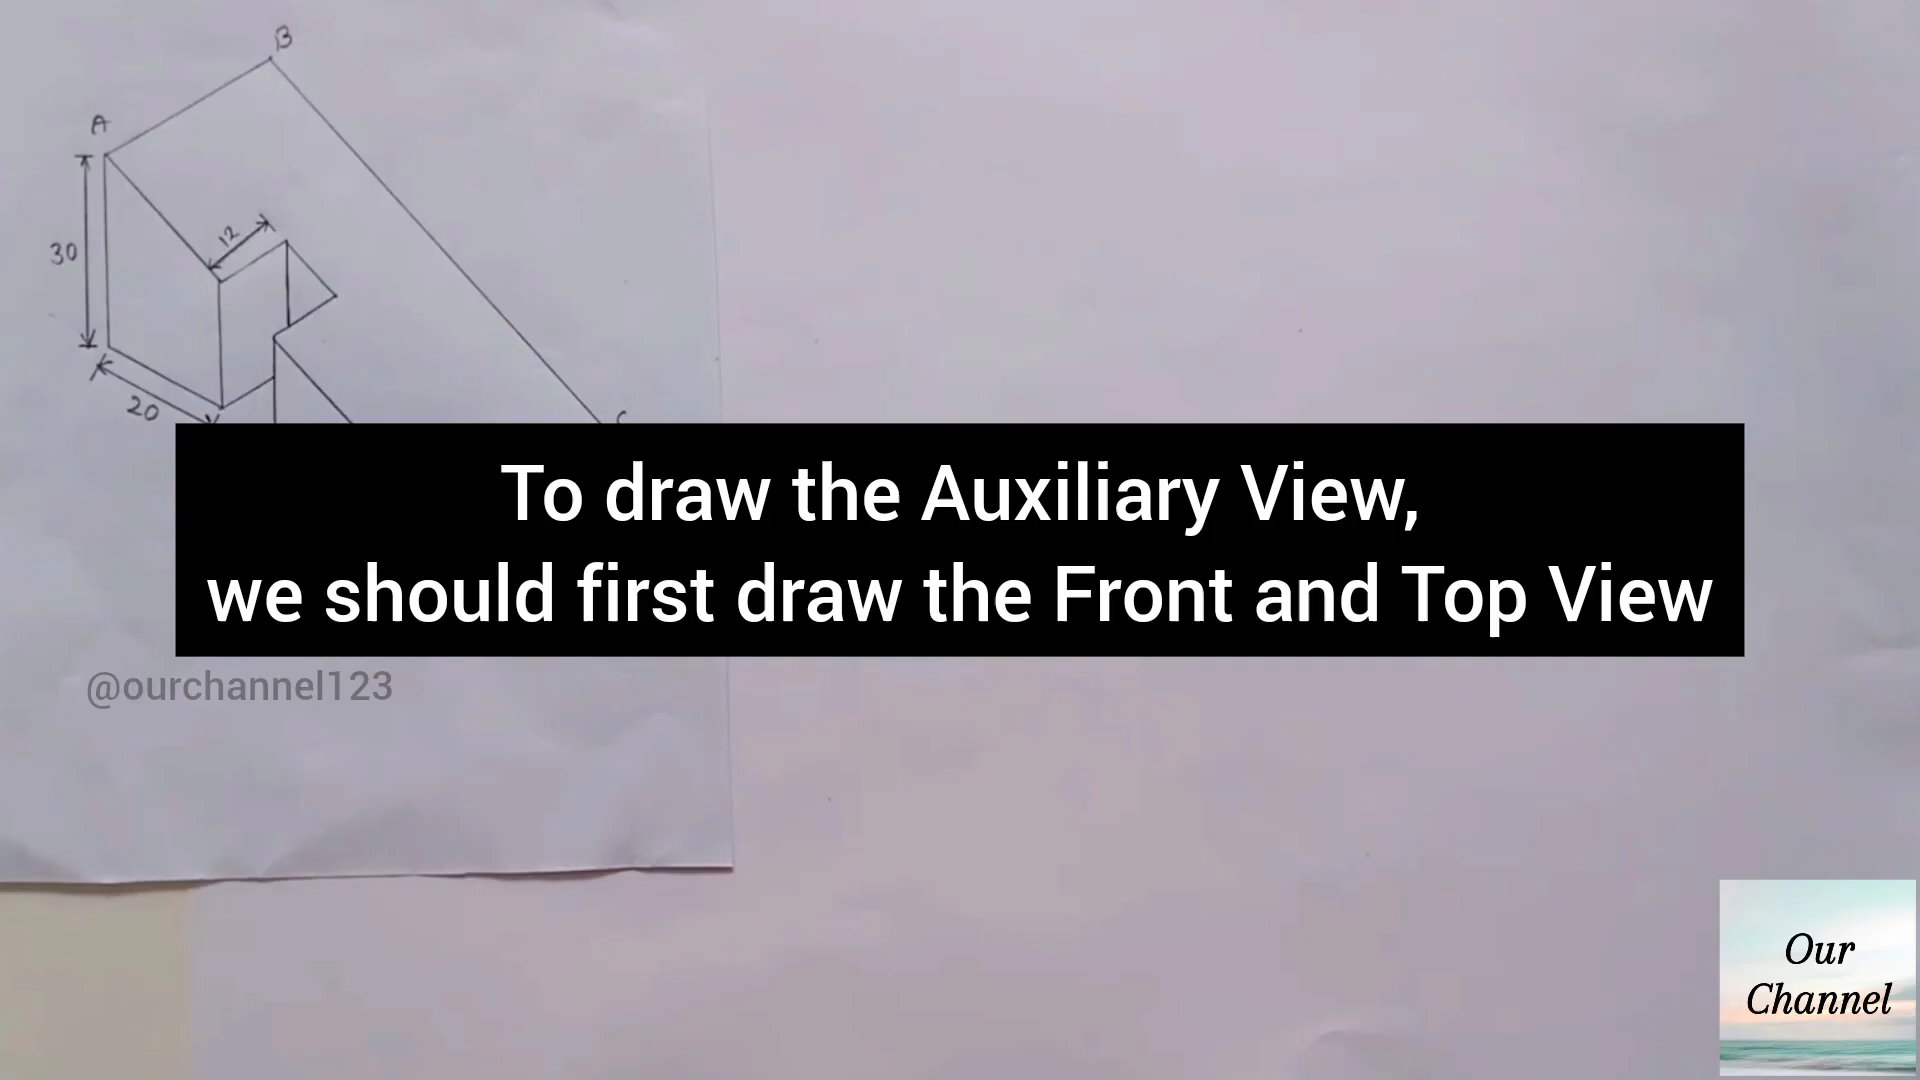 B
A
12
30
20
To draw the Auxiliary View,
we should first draw the Front and Top View
@ourchannel123
Our
Channel